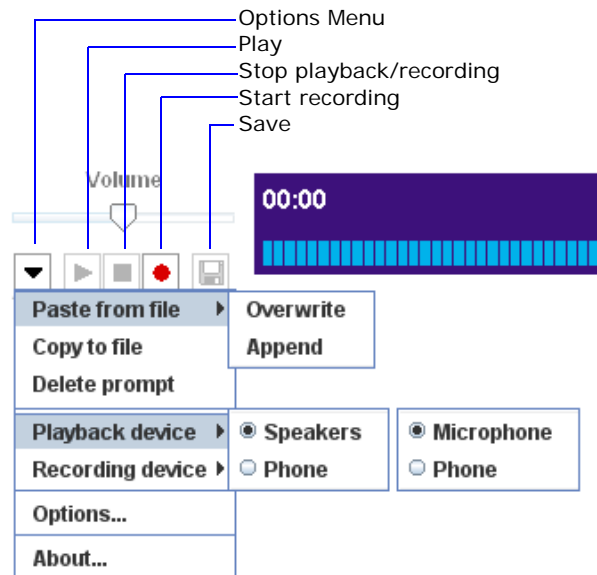 Options Menu
Play
Stop playback/recording
Start recording
Save
Volume
00:00
Paste from file
Overwrite
Copy to file
Append
Delete prompt
Playback device
Speakers
Microphone
Recording device
Phone
Phone
Options...
About...